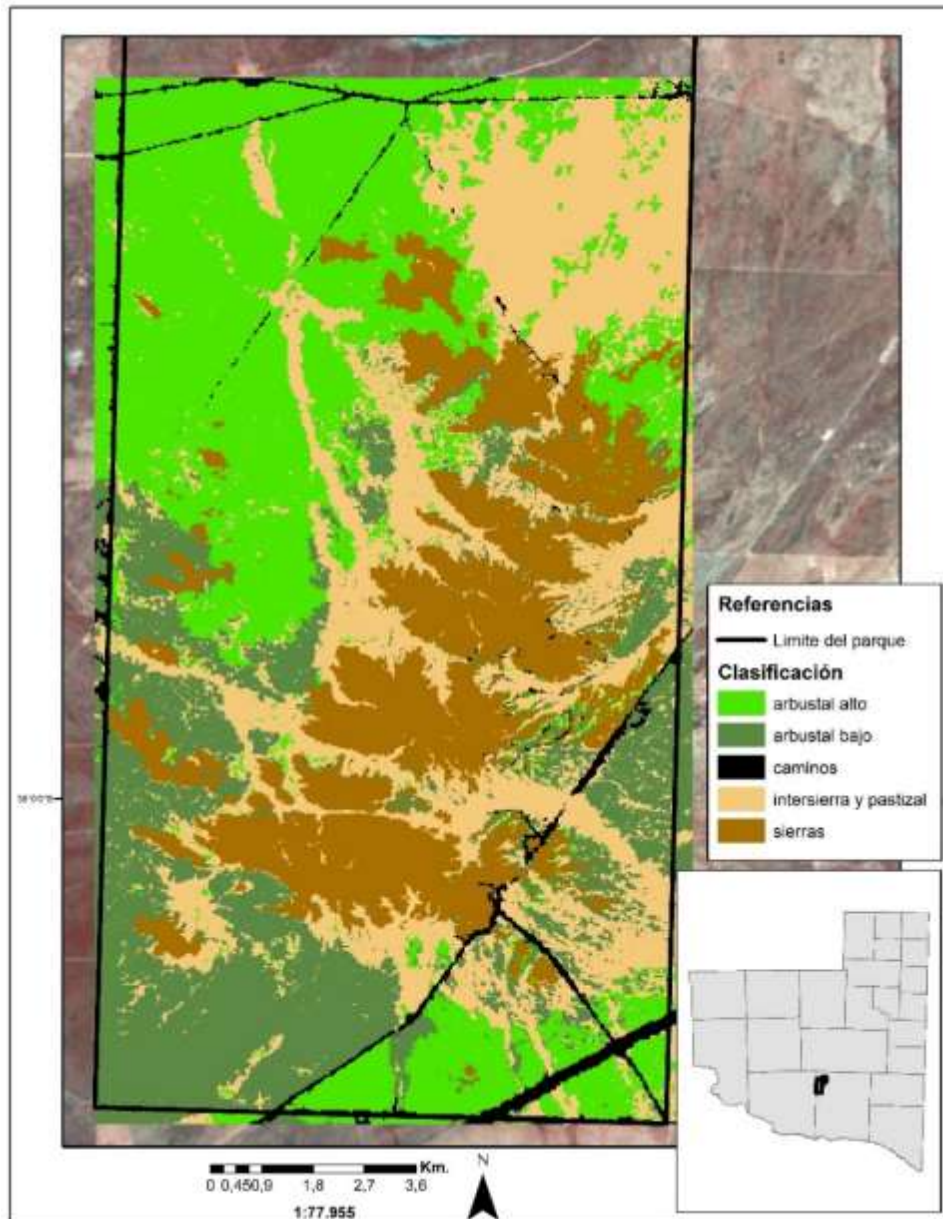 Referencias
Limite del parque
Clasificación
arbustal alto
arbustal bajo
caminos
intersierra y pastizal
sierras
Km.
N
0 0,450,9 1,8 2,7 3,6
1:77.955